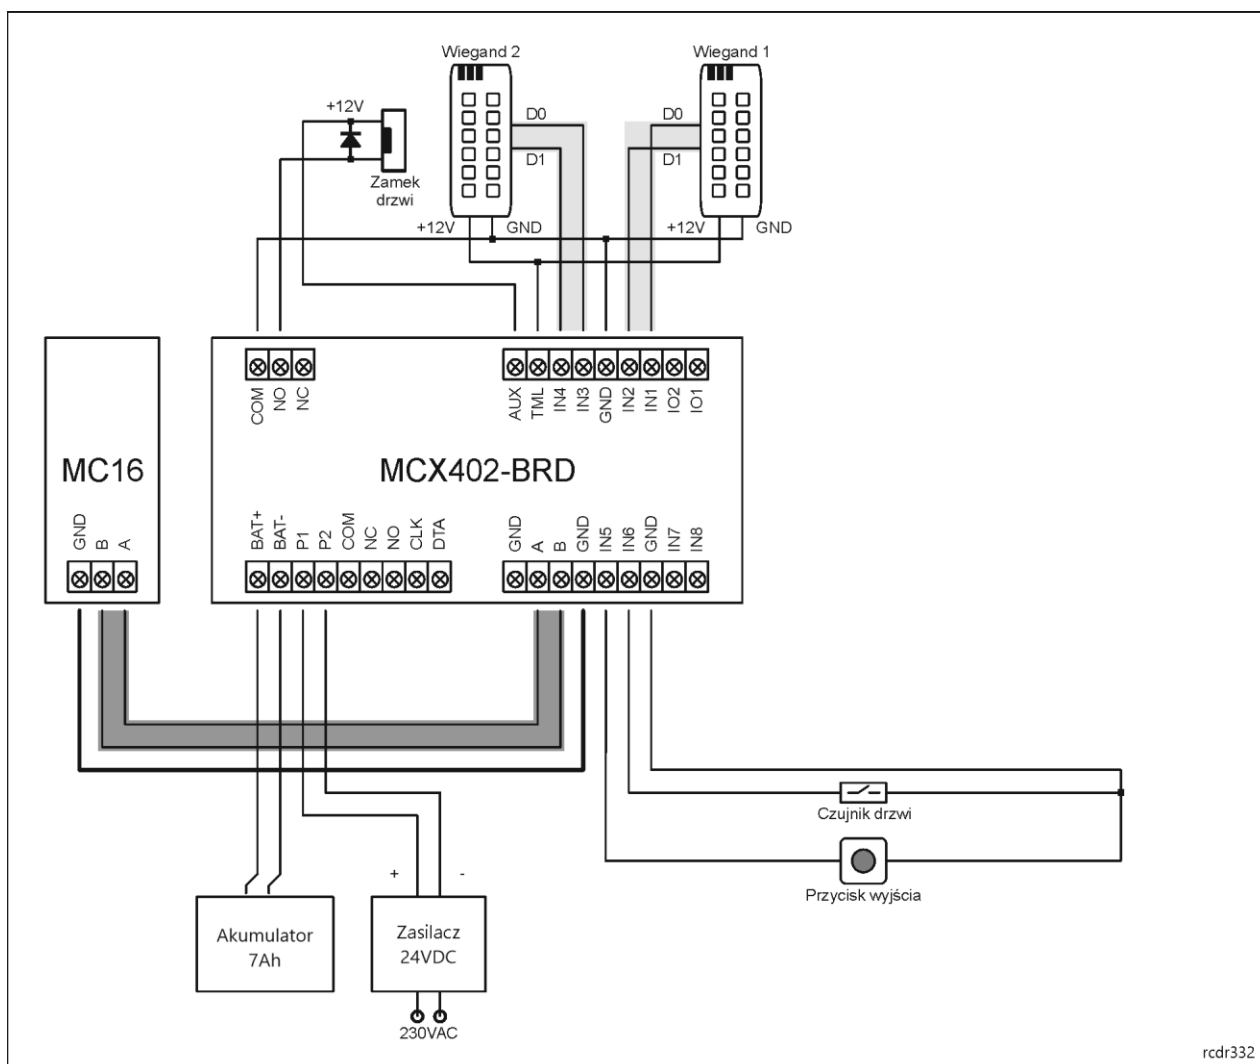 Wiegand 2
Wiegand 1
+12V
D0
D0
D1
D1
Zamek
drzwi
+12V
GND
+12V
GND
COM
NO
NC
AUX
TML
IN4
IN3
GND
IN2
IN1
IO2
IO1
MC16
MCX402-BRD
GND
B
A
BAT+
BAT-
P1
P2
COM
NC
NO
CLK
DTA
GND
A
B
GND
IN5
IN6
GND
IN7
IN8
Czujnik drzwi
+
-
Przycisk wyjścia
Akumulator
7Ah
Zasilacz
24VDC
230VAC
rcdr332